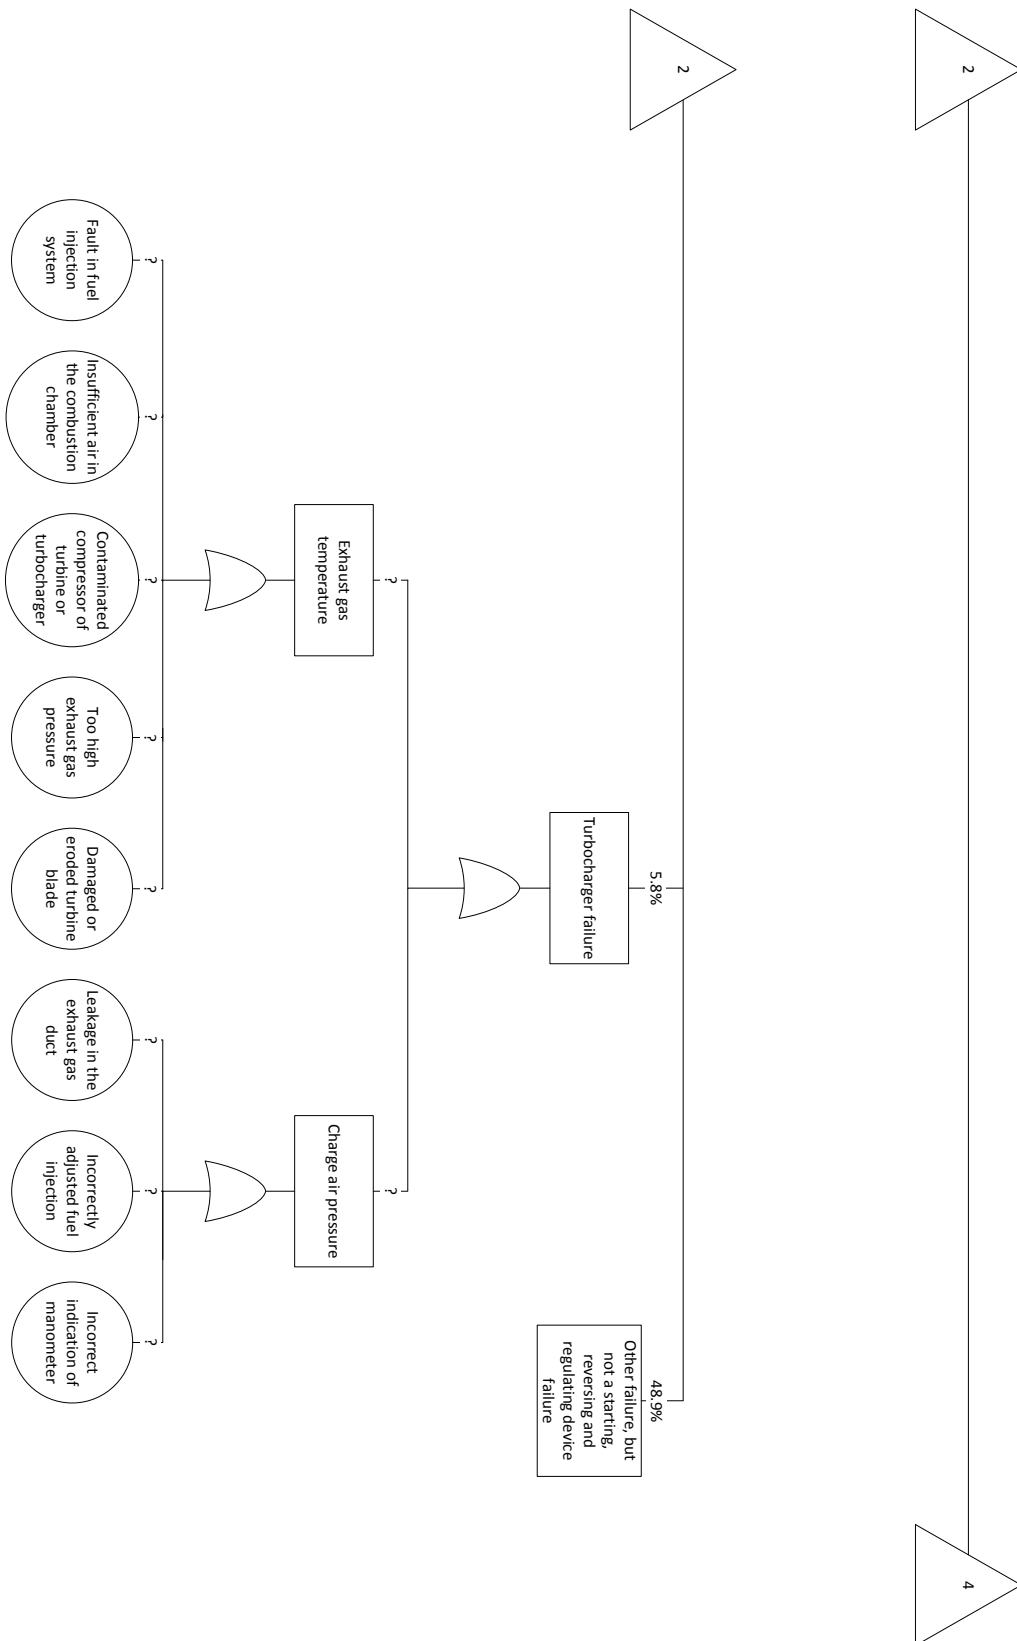 2
4
2
5.8%
48.9%
Turbocharger failure
Other failure, but
not a starting,
reversing and
regulating device
failure
?
?
Exhaust gas
temperature
Charge air pressure
?
?
?
?
?
?
?
?
Fault in fuel
injection
system
Insufficient air in
the combustion
chamber
Contaminated
compressor of
turbine or
turbocharger
Too high
exhaust gas
pressure
Damaged or
eroded turbine
blade
Leakage in the
exhaust gas
duct
Incorrectly
adjusted fuel
injection
Incorrect
indication of
manometer